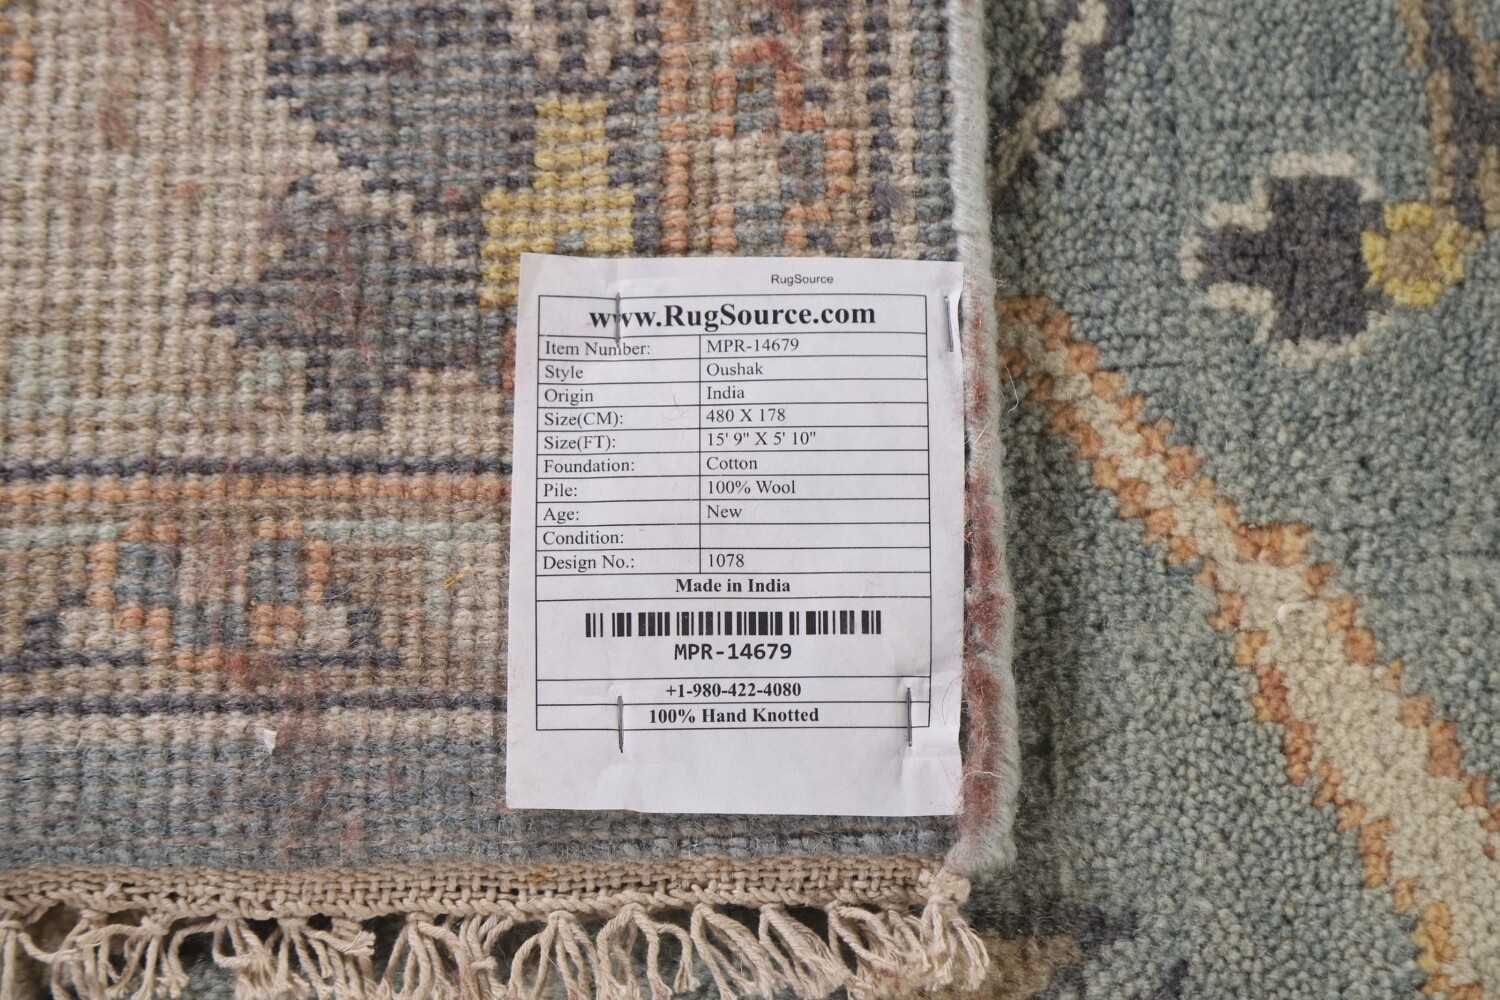 RugSource
www.RugSource.com
Item Number: MPR-14679
Style Oushak
Origin India
Size(CM): 480 X 178
Size(FT): 15' 9" X 5' 10"
Foundation: Cotton
Pile: 100% Wool
Age: New
Condition:
Design No.: 1078
Made in India
MPR-14679
+1-980-422-4080
100% Hand Knotted